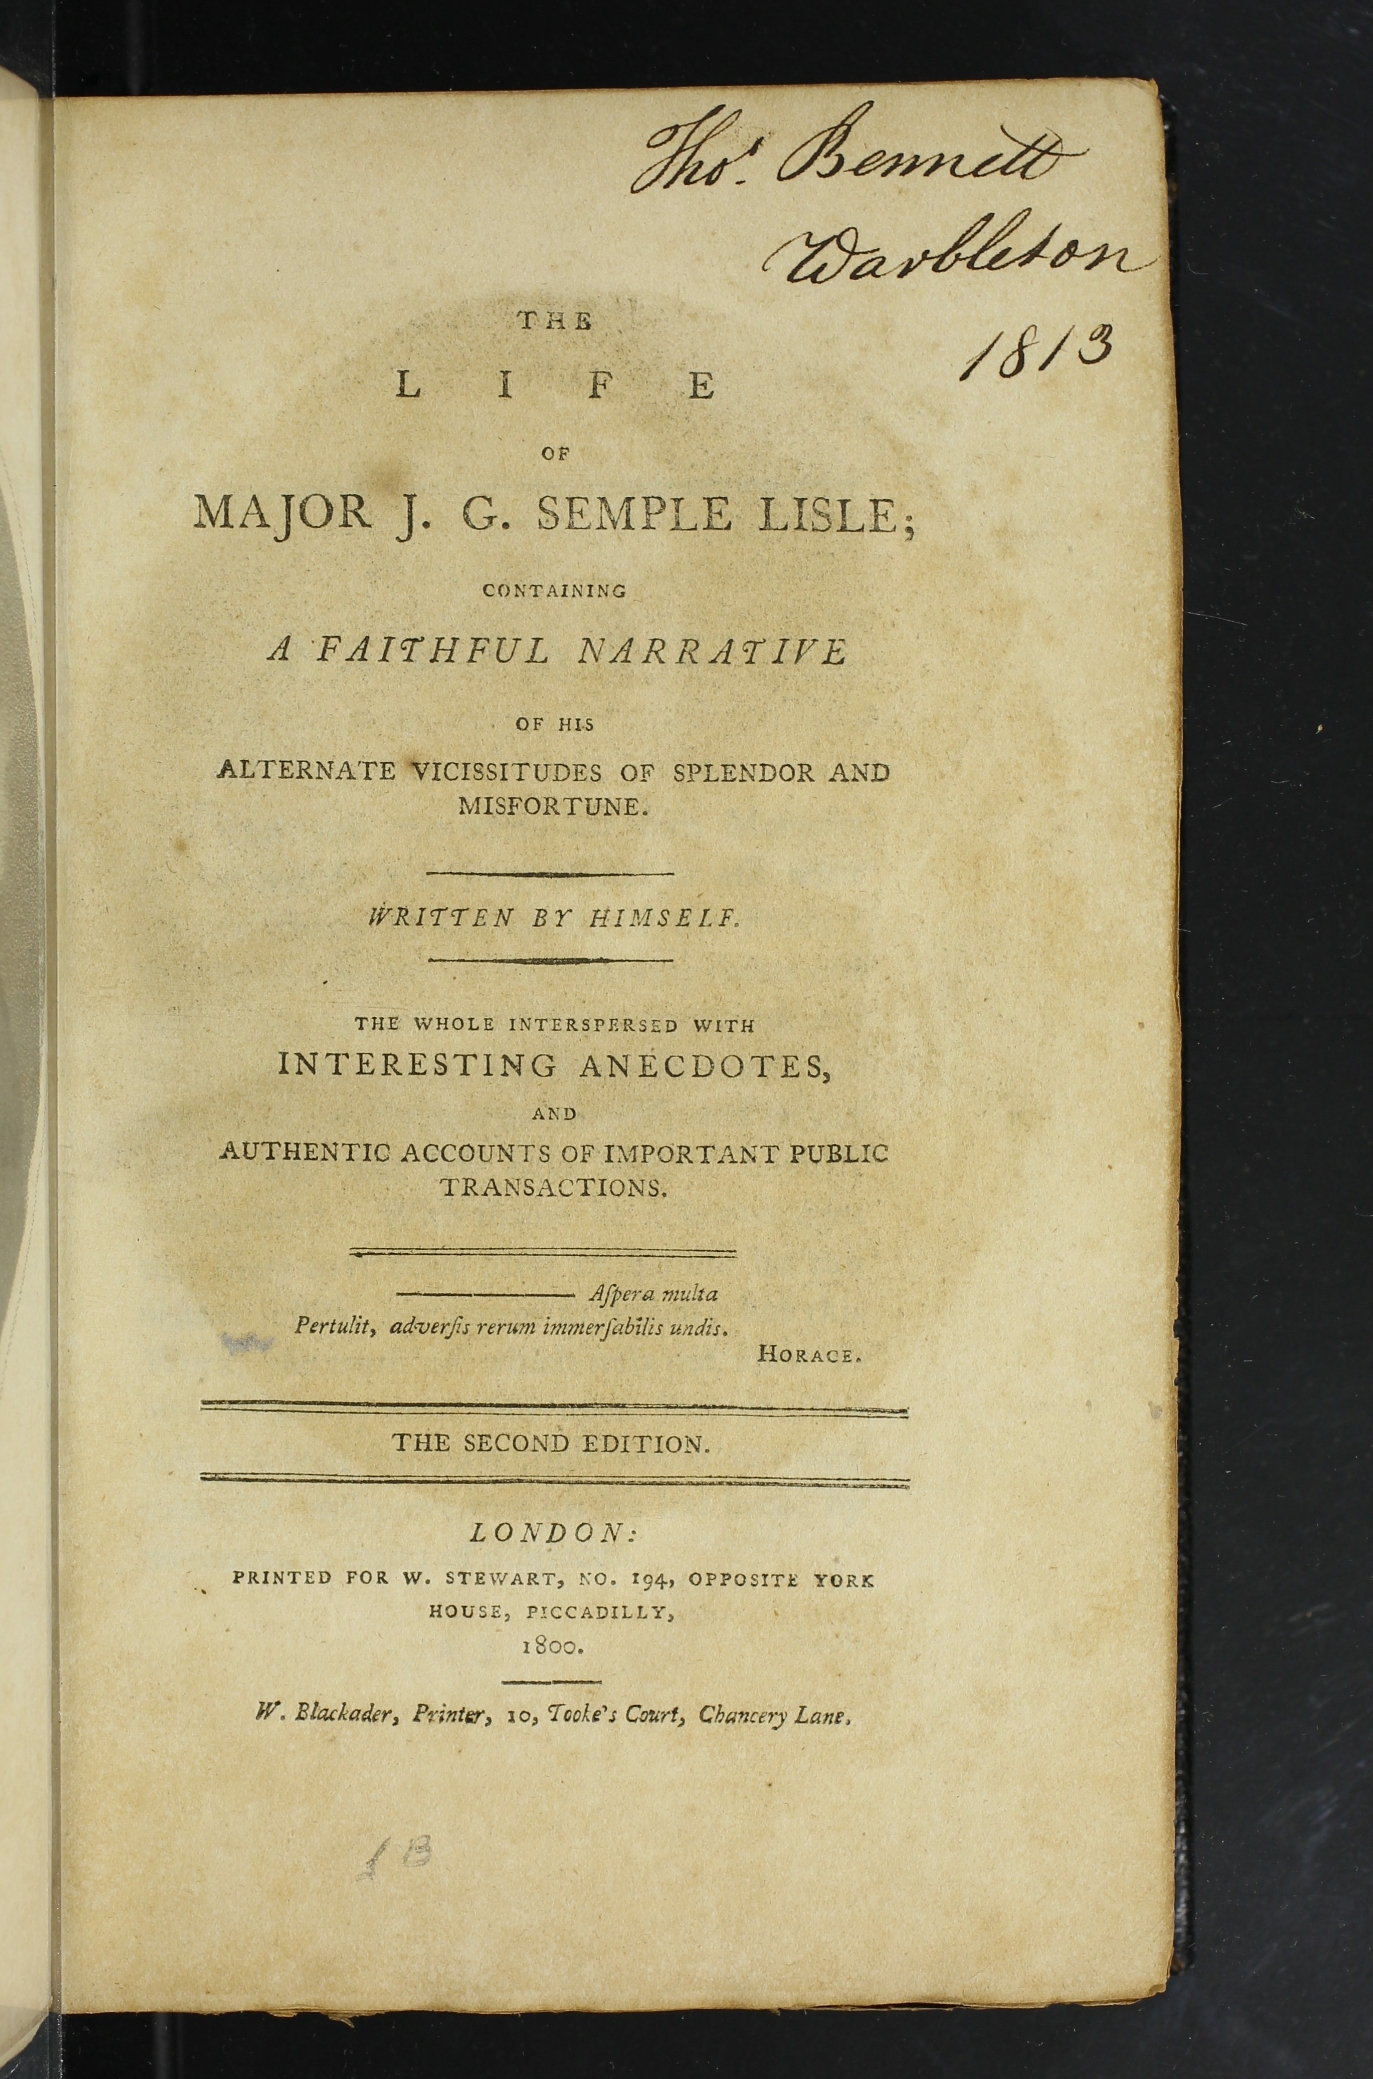 Thos. Bennett
Warbleton
1813
THE
LIFE
OF
MAJOR J. G. SEMPLE LISLE;
CONTAINING
A FAITHFUL NARRATIVE
OF HIS
ALTERNATE VICISSITUDES OF SPLENDOR AND
MISFORTUNE.
WRITTEN BY HIMSELF.
THE WHOLE INTERSPERSED WITH
INTERESTING ANECDOTES,
AND
AUTHENTIC ACCOUNTS OF IMPORTANT PUBLIC
TRANSACTIONS.
——— Aſpera multa
Pertulit, adverſis rerum immerſabilis undis.
HORACE.
THE SECOND EDITION.
LONDON:
PRINTED FOR W. STEWART, NO. 194, OPPOSITE YORK
HOUSE, PICCADILLY,
1800.
W. Blackader, Printer, 10, Tooke's Court, Chancery Lane.